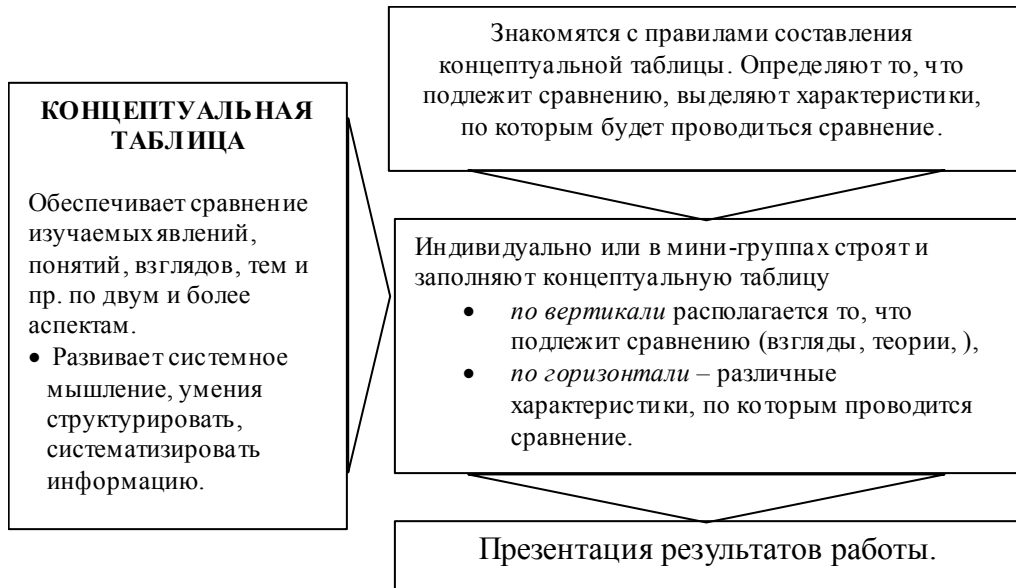 КОНЦЕПТУАЛЬНАЯ
ТАБЛИЦА
Обеспечивает сравнение
изучаемых явлений,
понятий, взглядов, тем и
пр. по двум и более
аспектам.
• Развивает системное
мышление, умения
структурировать,
систематизировать
информацию.
Знакомятся с правилами составления
концептуальной таблицы. Определяют то, что
подлежит сравнению, выделяют характеристики,
по которым будет проводиться сравнение.
Индивидуально или в мини-группах строят и
заполняют концептуальную таблицу
• по вертикали располагается то, что
подлежит сравнению (взгляды, теории, ),
• по горизонтали – различные
характеристики, по которым проводится
сравнение.
Презентация результатов работы.